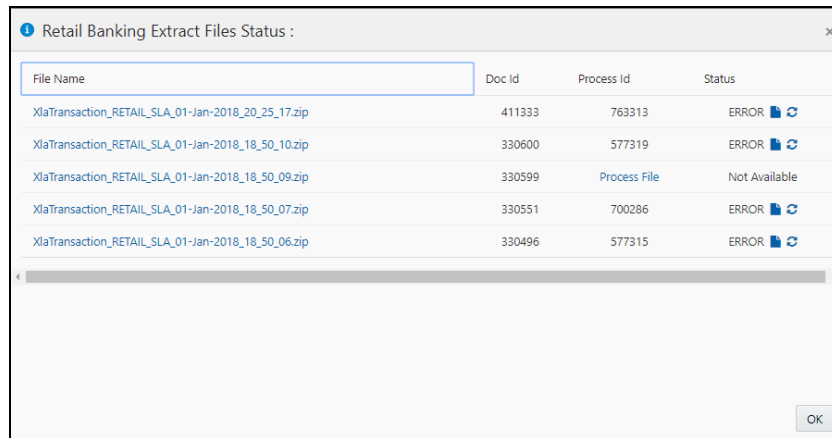 Retail Banking Extract Files Status :
File Name Doc Id Process Id Status
XlaTransaction_RETAIL_SLA_01-Jan-2018_20_25_17.zip 411333 763313 ERROR
XlaTransaction_RETAIL_SLA_01-Jan-2018_18_50_10.zip 330600 577319 ERROR
XlaTransaction_RETAIL_SLA_01-Jan-2018_18_50_09.zip 330599 Process File Not Available
XlaTransaction_RETAIL_SLA_01-Jan-2018_18_50_07.zip 330551 700286 ERROR
XlaTransaction_RETAIL_SLA_01-Jan-2018_18_50_06.zip 330496 577315 ERROR
OK